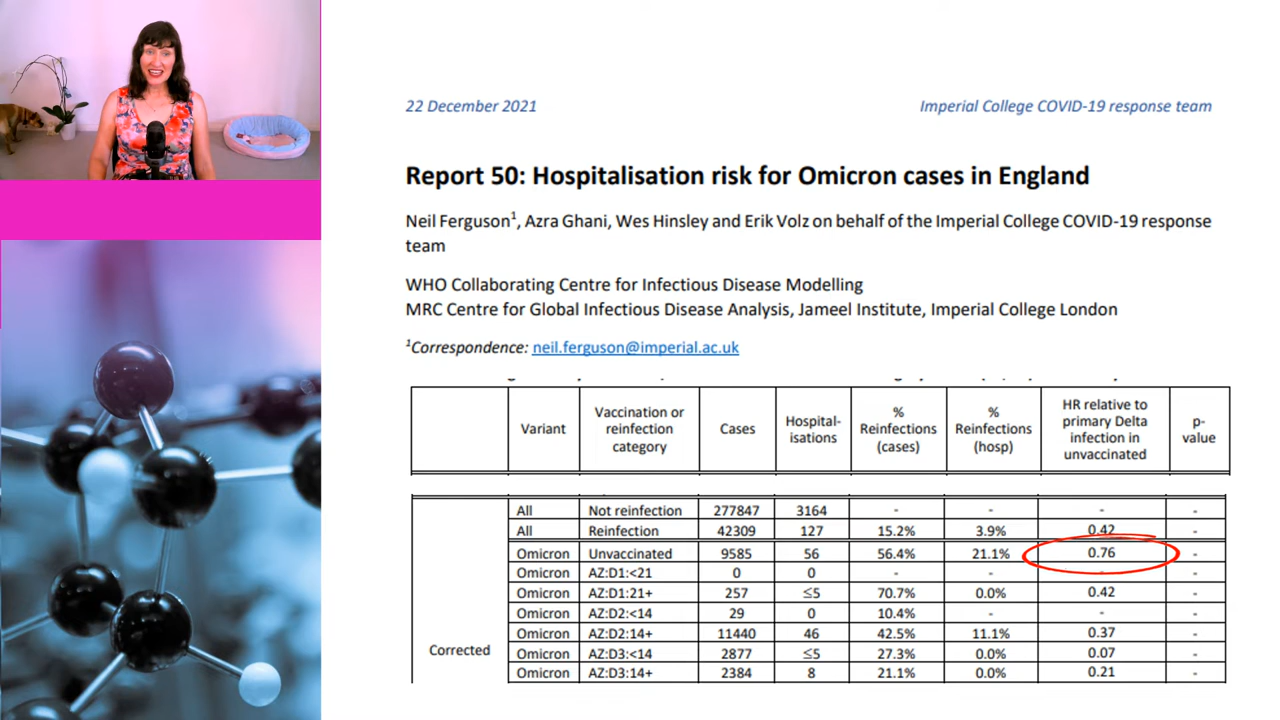 22 December 2021 Imperial College COVID-19 response team
Report 50: Hospitalisation risk for Omicron cases in England
Neil Ferguson1, Azra Ghani, Wes Hinsley and Erik Volz on behalf of the Imperial College COVID-19 response
team
WHO Collaborating Centre for Infectious Disease Modelling
MRC Centre for Global Infectious Disease Analysis, Jameel Institute, Imperial College London
1Correspondence: neil.ferguson@imperial.ac.uk
Variant Vaccination or reinfection category Cases Hospital-isations % Reinfections (cases) % Reinfections (hosp) HR relative to primary Delta infection in unvaccinated p-value
Corrected
All Not reinfection 277847 3164 - - - -
All Reinfection 42309 127 15.2% 3.9% 0.42 -
Omicron Unvaccinated 9585 56 56.4% 21.1% 0.76 -
Omicron AZ:D1:<21 0 0 - - - -
Omicron AZ:D1:21+ 257 ≤5 70.7% 0.0% 0.42 -
Omicron AZ:D2:<14 29 0 10.4% - - -
Omicron AZ:D2:14+ 11440 46 42.5% 11.1% 0.37 -
Omicron AZ:D3:<14 2877 ≤5 27.3% 0.0% 0.07 -
Omicron AZ:D3:14+ 2384 8 21.1% 0.0% 0.21 -